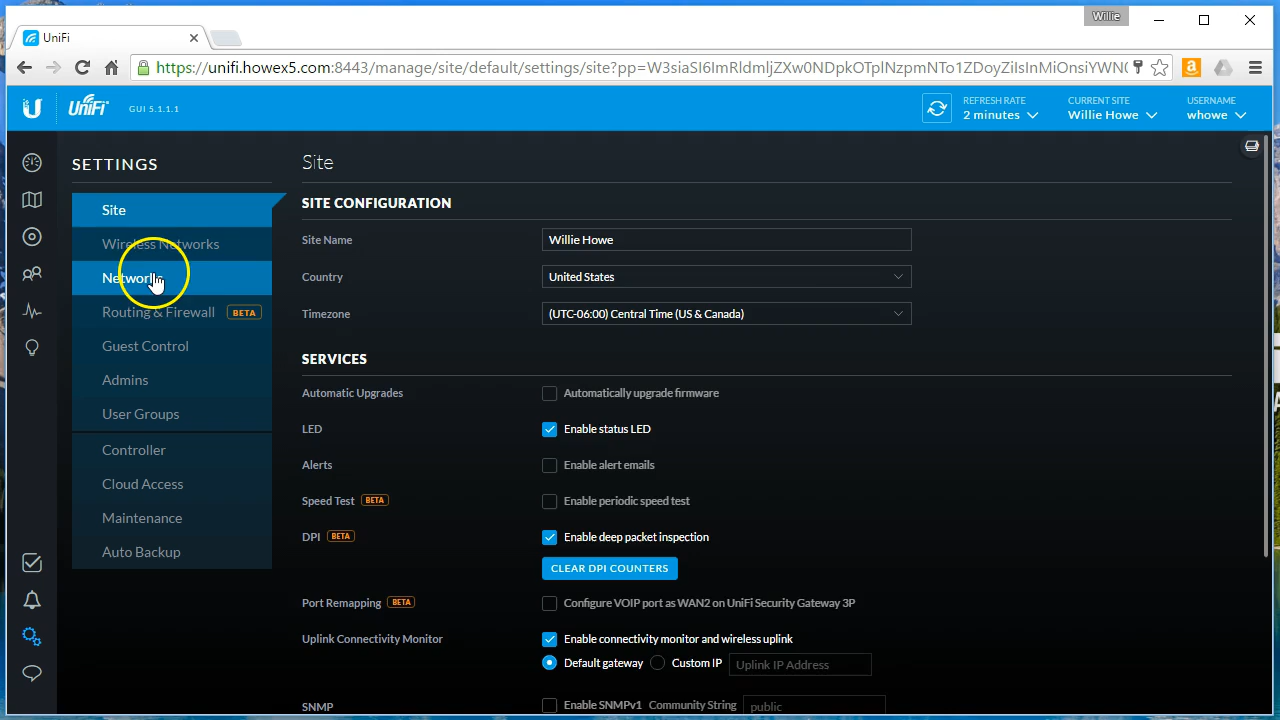 Willie
UniFi
https://unifi.howex5.com:8443/manage/site/default/settings/site?pp=W3siaSI6ImRldmljZXw0NDpkOTplNzpmNTo1ZDoyZiIsInMiOnsiYWN0
UniFi GUI 5.1.1.1
REFRESH RATE CURRENT SITE USERNAME
2 minutes Willie Howe whowe
SETTINGS
Site
Wireless Networks
Networks
Routing & Firewall BETA
Guest Control
Admins
User Groups
Controller
Cloud Access
Maintenance
Auto Backup
Site
SITE CONFIGURATION
Site Name Willie Howe
Country United States
Timezone (UTC-06:00) Central Time (US & Canada)
SERVICES
Automatic Upgrades Automatically upgrade firmware
LED Enable status LED
Alerts Enable alert emails
Speed Test BETA Enable periodic speed test
DPI BETA Enable deep packet inspection
CLEAR DPI COUNTERS
Port Remapping BETA Configure VOIP port as WAN2 on UniFi Security Gateway 3P
Uplink Connectivity Monitor Enable connectivity monitor and wireless uplink
Default gateway Custom IP Uplink IP Address
SNMP Enable SNMPv1 Community String public